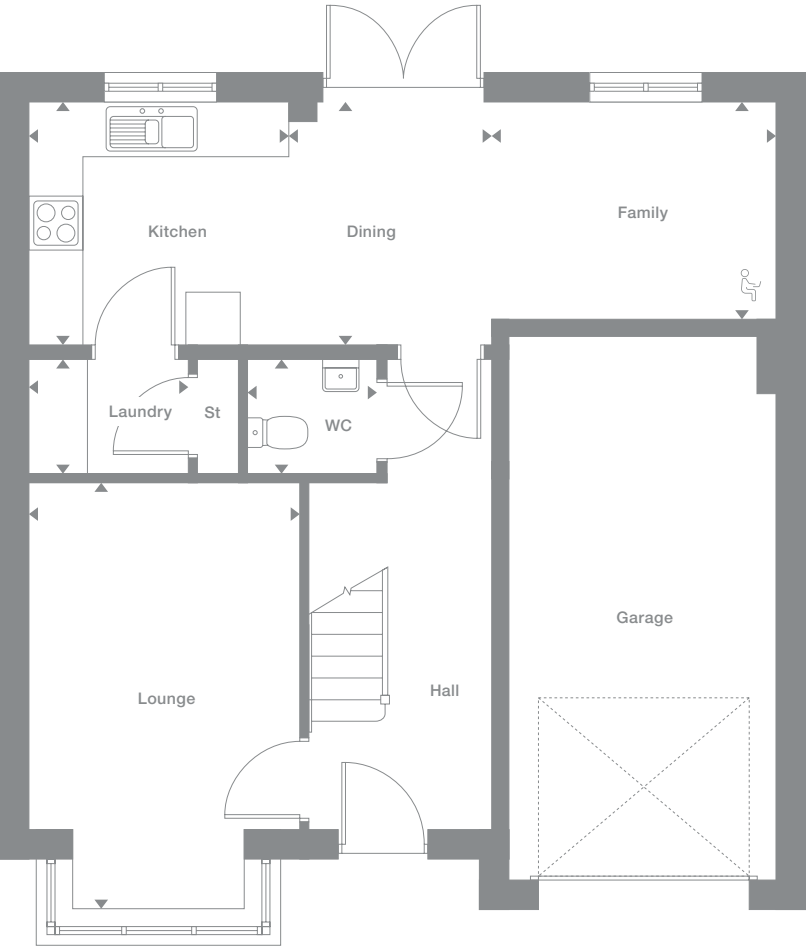 Family
Kitchen
Dining
Laundry
St
WC
Garage
Hall
Lounge